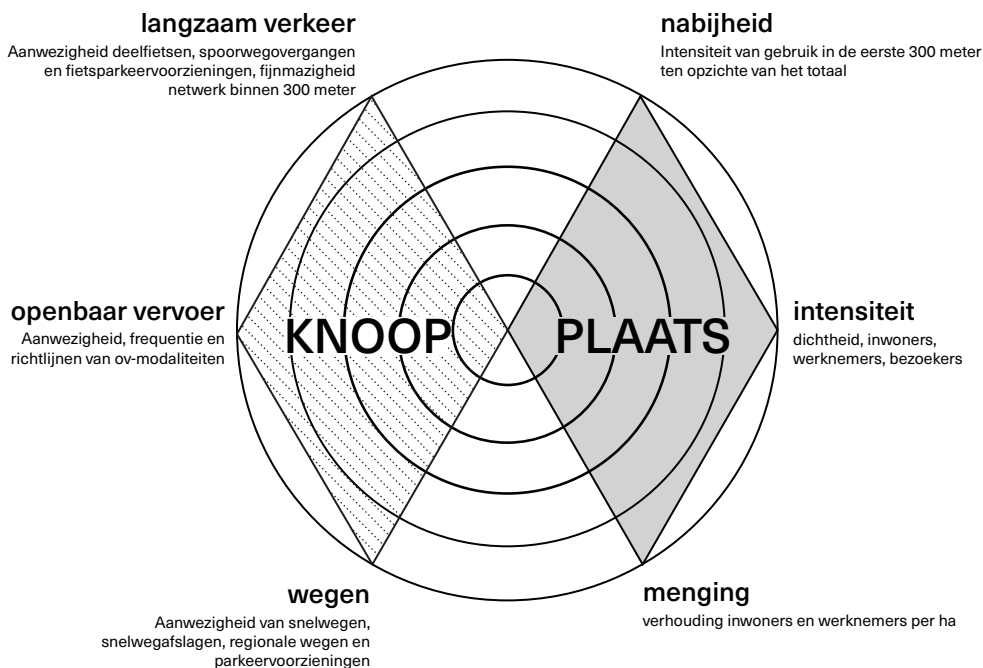 langzaam verkeer
Aanwezigheid deelfietsen, spoorwegovergangen
en fietsparkeervoorzieningen, fijnmazigheid
netwerk binnen 300 meter
nabijheid
Intensiteit van gebruik in de eerste 300 meter
ten opzichte van het totaal
openbaar vervoer
Aanwezigheid, frequentie en
richtlijnen van ov-modaliteiten
KNOOP
PLAATS
intensiteit
dichtheid, inwoners,
werknemers, bezoekers
wegen
Aanwezigheid van snelwegen,
snelwegafslagen, regionale wegen en
parkeervoorzieningen
menging
verhouding inwoners en werknemers per ha